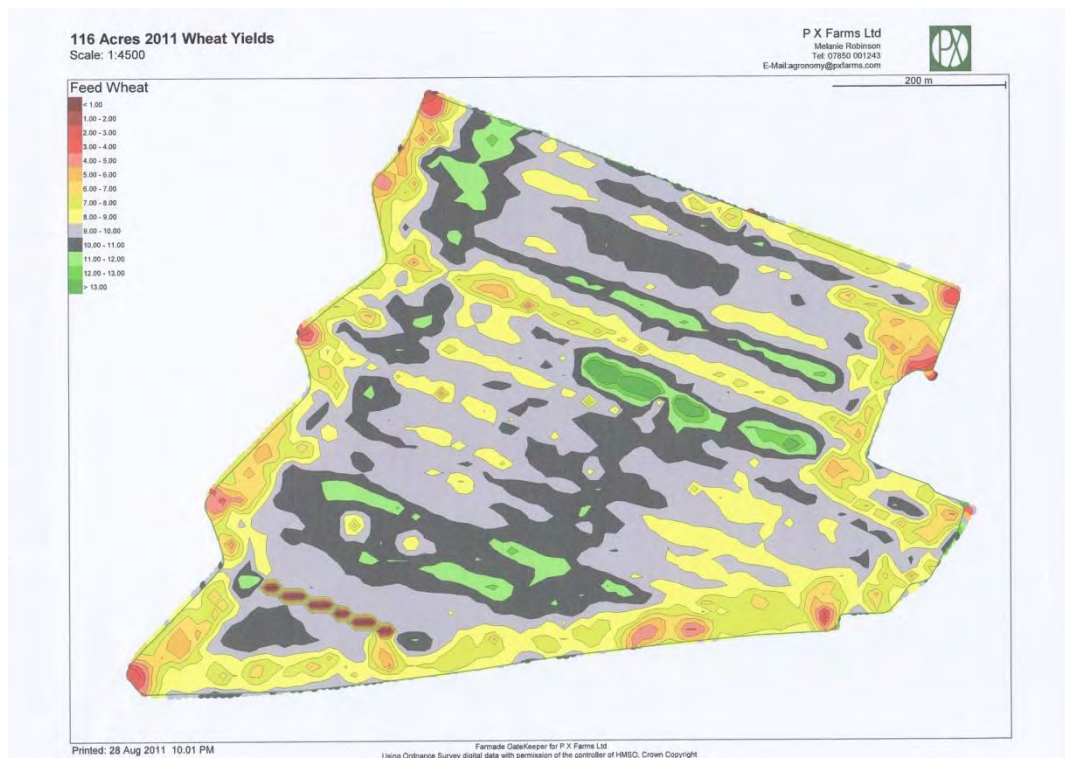 116 Acres 2011 Wheat Yields
Scale: 1:4500
P X Farms Ltd
Melanie Robinson
Tel: 07850 001243
E-Mail:agronomy@pxfarms.com
PX
200 m
Feed Wheat
< 1.00
1.00 - 2.00
2.00 - 3.00
3.00 - 4.00
4.00 - 5.00
5.00 - 6.00
6.00 - 7.00
7.00 - 8.00
8.00 - 9.00
9.00 - 10.00
10.00 - 11.00
11.00 - 12.00
12.00 - 13.00
> 13.00
Printed: 28 Aug 2011 10.01 PM
Farmade GateKeeper for P X Farms Ltd
Using Ordnance Survey digital data with permission of the controller of HMSO, Crown Copyright